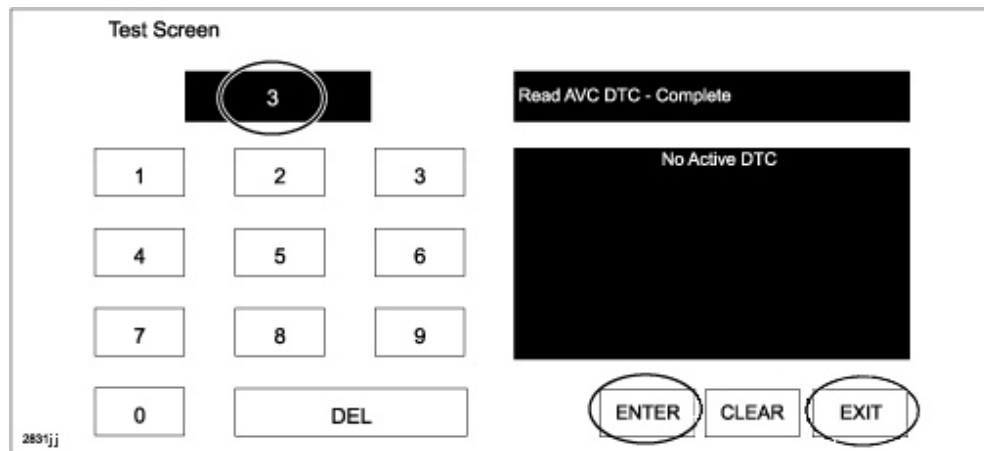 Test Screen
3
Read AVC DTC - Complete
No Active DTC
1 2 3
4 5 6
7 8 9
0 DEL
ENTER CLEAR EXIT
2831jj